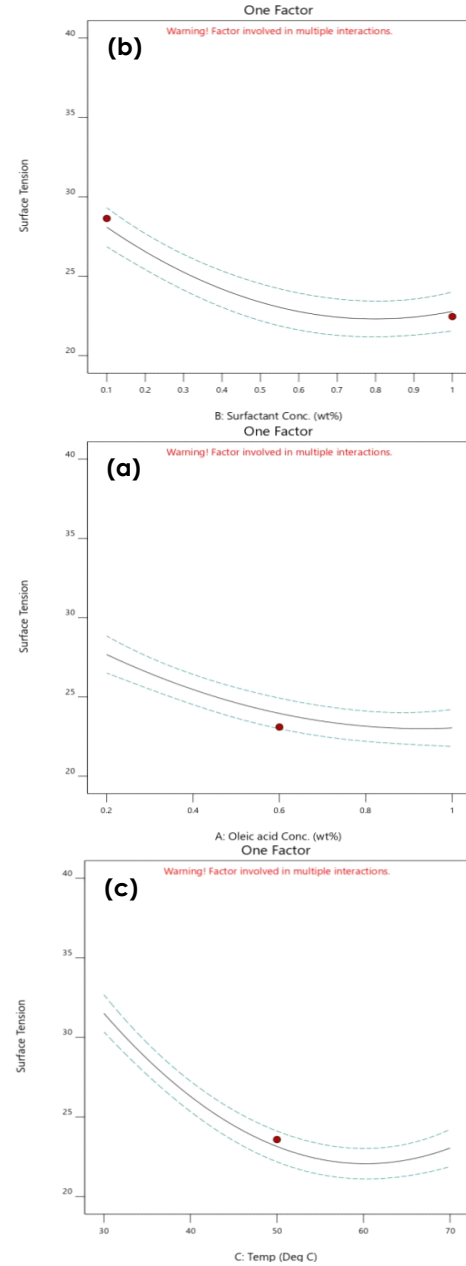 One Factor
Warning! Factor involved in multiple interactions.
(b)
40
35
30
25
20
Surface Tension
0.1 0.2 0.3 0.4 0.5 0.6 0.7 0.8 0.9 1
B: Surfactant Conc. (wt%)
One Factor
Warning! Factor involved in multiple interactions.
(a)
40
35
30
25
20
Surface Tension
0.2 0.4 0.6 0.8 1
A: Oleic acid Conc. (wt%)
One Factor
Warning! Factor involved in multiple interactions.
(c)
40
35
30
25
20
Surface Tension
30 40 50 60 70
C: Temp (Deg C)